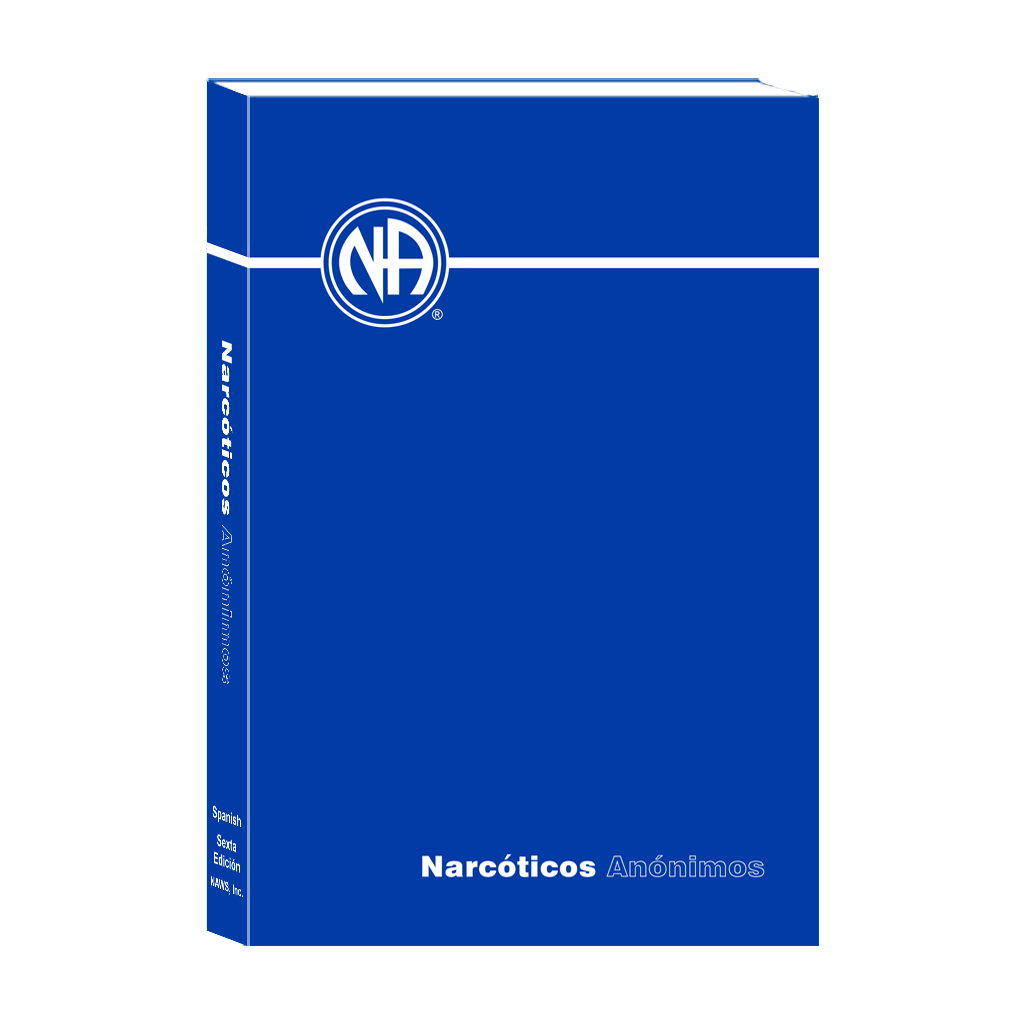 NA
®
Narcóticos Anónimos
Spanish
Sexta
Edición
NAWS, Inc.
Narcóticos Anónimos